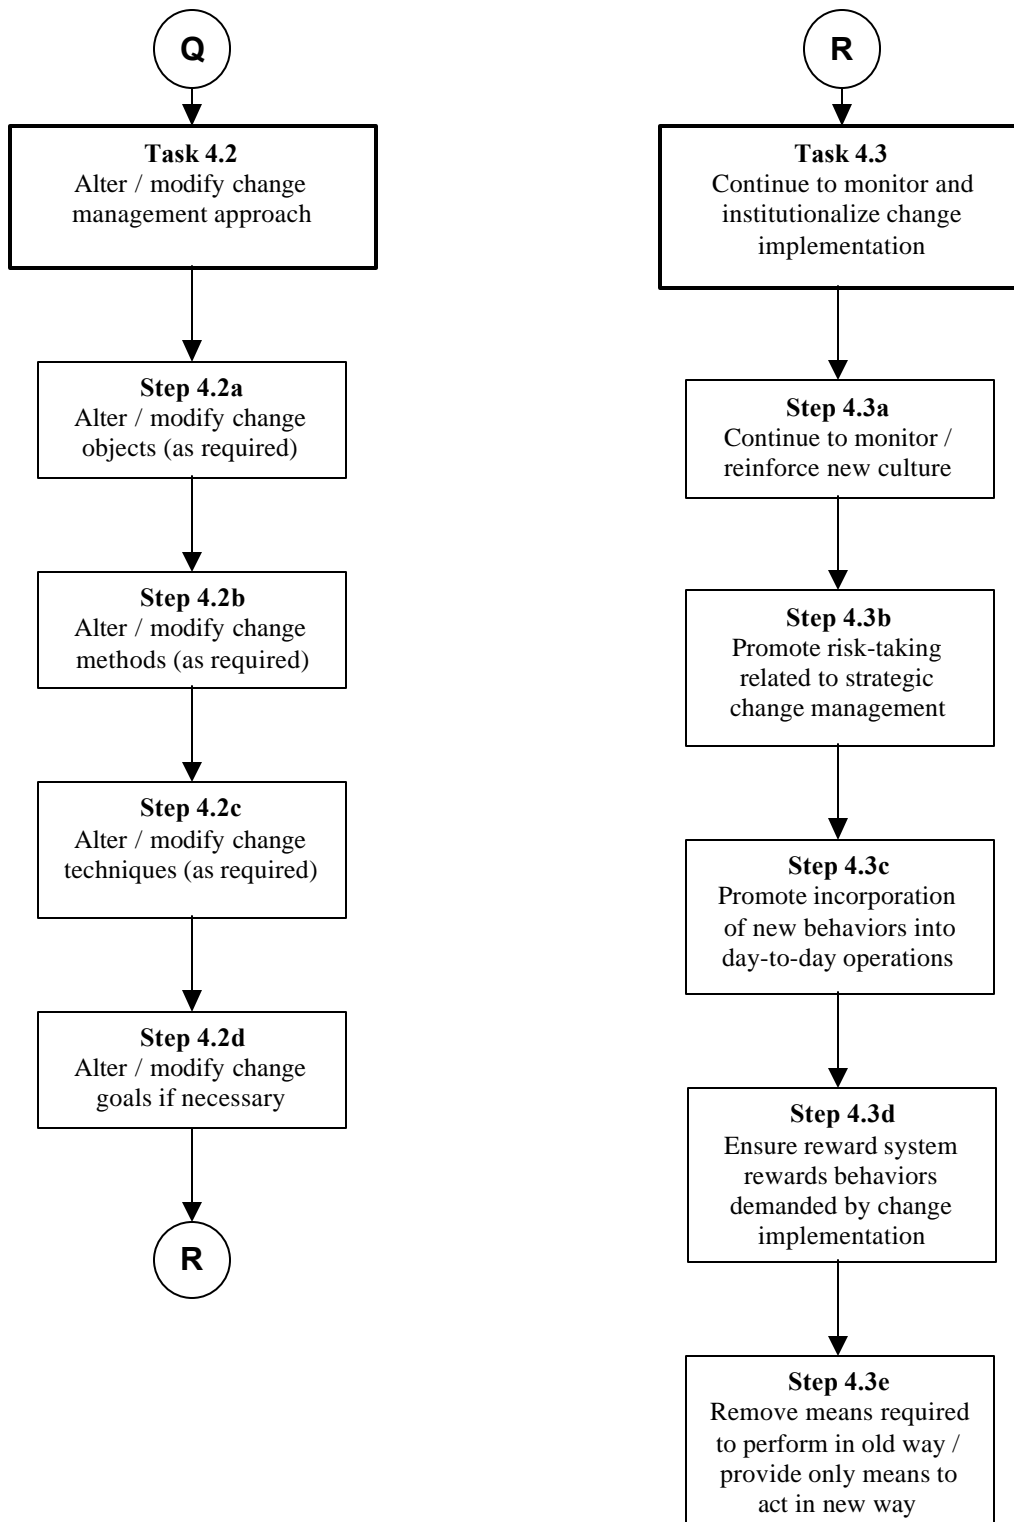 Q
Task 4.2
Alter / modify change
management approach
Step 4.2a
Alter / modify change
objects (as required)
Step 4.2b
Alter / modify change
methods (as required)
Step 4.2c
Alter / modify change
techniques (as required)
Step 4.2d
Alter / modify change
goals if necessary
R
R
Task 4.3
Continue to monitor and
institutionalize change
implementation
Step 4.3a
Continue to monitor /
reinforce new culture
Step 4.3b
Promote risk-taking
related to strategic
change management
Step 4.3c
Promote incorporation
of new behaviors into
day-to-day operations
Step 4.3d
Ensure reward system
rewards behaviors
demanded by change
implementation
Step 4.3e
Remove means required
to perform in old way /
provide only means to
act in new way